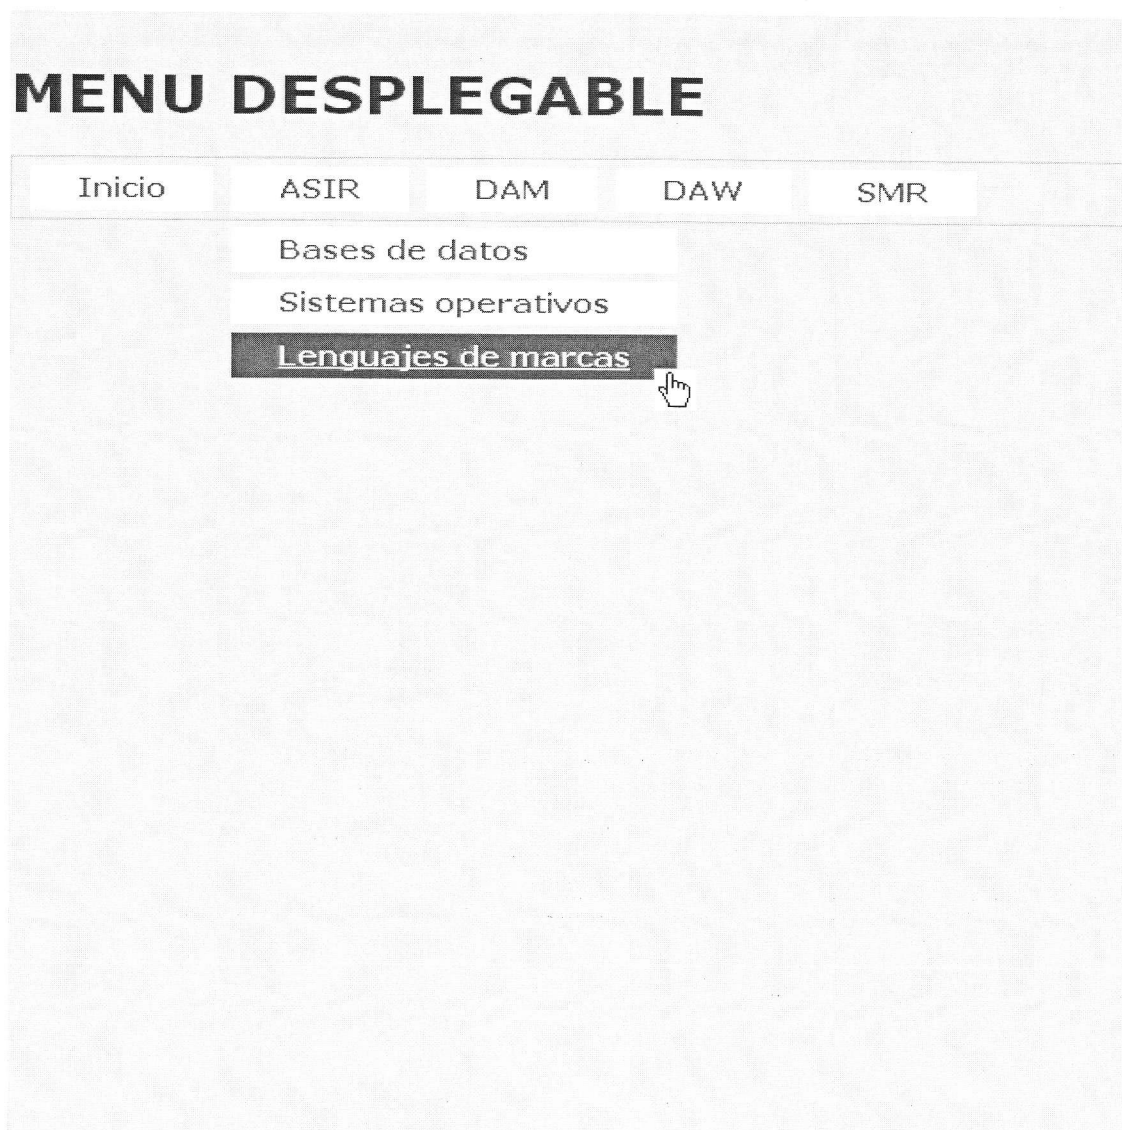 MENU DESPLEGABLE
Inicio ASIR DAM DAW SMR
Bases de datos
Sistemas operativos
Lenguajes de marcas